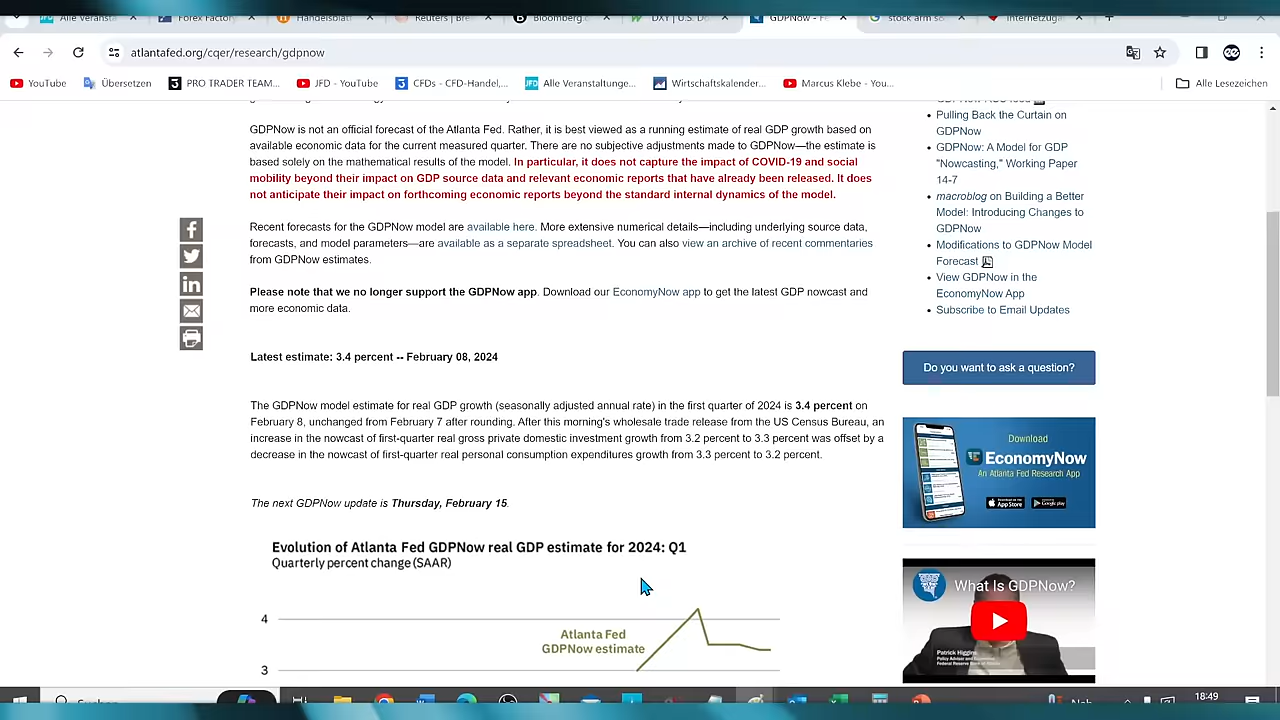 Alle Veransta
Forex Factor
Handelsblatt
Reuters | Bre
Bloomberg.c
DXY | U.S. Do
GDPNow - Fe
stock arm s&
Internetzuga
atlantafed.org/cqer/research/gdpnow
YouTube
Übersetzen
PRO TRADER TEAM...
JFD - YouTube
CFDs - CFD-Handel,...
Alle Veranstaltunge...
Wirtschaftskalender...
Marcus Klebe - You...
Alle Lesezeichen
GDPNow is not an official forecast of the Atlanta Fed. Rather, it is best viewed as a running estimate of real GDP growth based on
available economic data for the current measured quarter. There are no subjective adjustments made to GDPNow—the estimate is
based solely on the mathematical results of the model. In particular, it does not capture the impact of COVID-19 and social
mobility beyond their impact on GDP source data and relevant economic reports that have already been released. It does
not anticipate their impact on forthcoming economic reports beyond the standard internal dynamics of the model.
Recent forecasts for the GDPNow model are available here. More extensive numerical details—including underlying source data,
forecasts, and model parameters—are available as a separate spreadsheet. You can also view an archive of recent commentaries
from GDPNow estimates.
Please note that we no longer support the GDPNow app. Download our EconomyNow app to get the latest GDP nowcast and
more economic data.
Latest estimate: 3.4 percent -- February 08, 2024
The GDPNow model estimate for real GDP growth (seasonally adjusted annual rate) in the first quarter of 2024 is 3.4 percent on
February 8, unchanged from February 7 after rounding. After this morning's wholesale trade release from the US Census Bureau, an
increase in the nowcast of first-quarter real gross private domestic investment growth from 3.2 percent to 3.3 percent was offset by a
decrease in the nowcast of first-quarter real personal consumption expenditures growth from 3.3 percent to 3.2 percent.
The next GDPNow update is Thursday, February 15.
Evolution of Atlanta Fed GDPNow real GDP estimate for 2024: Q1
Quarterly percent change (SAAR)
4
Atlanta Fed
GDPNow estimate
3
Pulling Back the Curtain on
GDPNow
GDPNow: A Model for GDP
"Nowcasting," Working Paper
14-7
macroblog on Building a Better
Model: Introducing Changes to
GDPNow
Modifications to GDPNow Model
Forecast
View GDPNow in the
EconomyNow App
Subscribe to Email Updates
Do you want to ask a question?
Download
EconomyNow
An Atlanta Fed Research App
App Store
Google play
What Is GDPNow?
Patrick Higgins
18:49